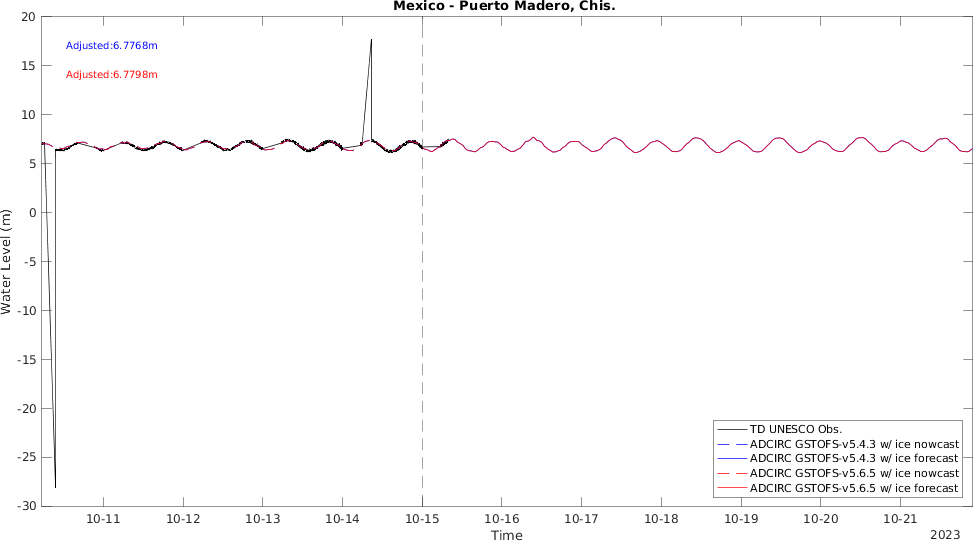 Mexico - Puerto Madero, Chis.
20
15
10
5
0
-5
-10
-15
-20
-25
-30
Water Level (m)
Adjusted:6.7768m
Adjusted:6.7798m
TD UNESCO Obs.
ADCIRC GSTOFS-v5.4.3 w/ ice nowcast
ADCIRC GSTOFS-v5.4.3 w/ ice forecast
ADCIRC GSTOFS-v5.6.5 w/ ice nowcast
ADCIRC GSTOFS-v5.6.5 w/ ice forecast
10-11 10-12 10-13 10-14 10-15 10-16 10-17 10-18 10-19 10-20 10-21
Time
2023